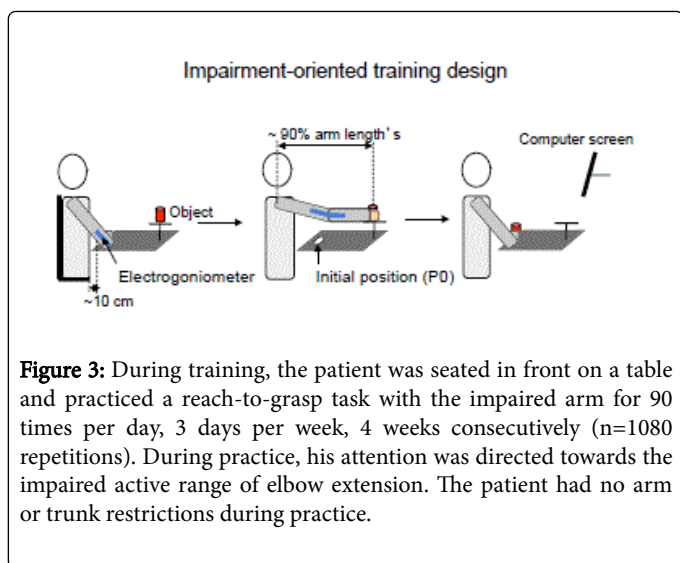 Impairment-oriented training design
~ 90% arm length's
Computer screen
Object
Electrogoniometer
Initial position (P0)
~10 cm
Figure 3: During training, the patient was seated in front on a table
and practiced a reach-to-grasp task with the impaired arm for 90
times per day, 3 days per week, 4 weeks consecutively (n=1080
repetitions). During practice, his attention was directed towards the
impaired active range of elbow extension. The patient had no arm
or trunk restrictions during practice.